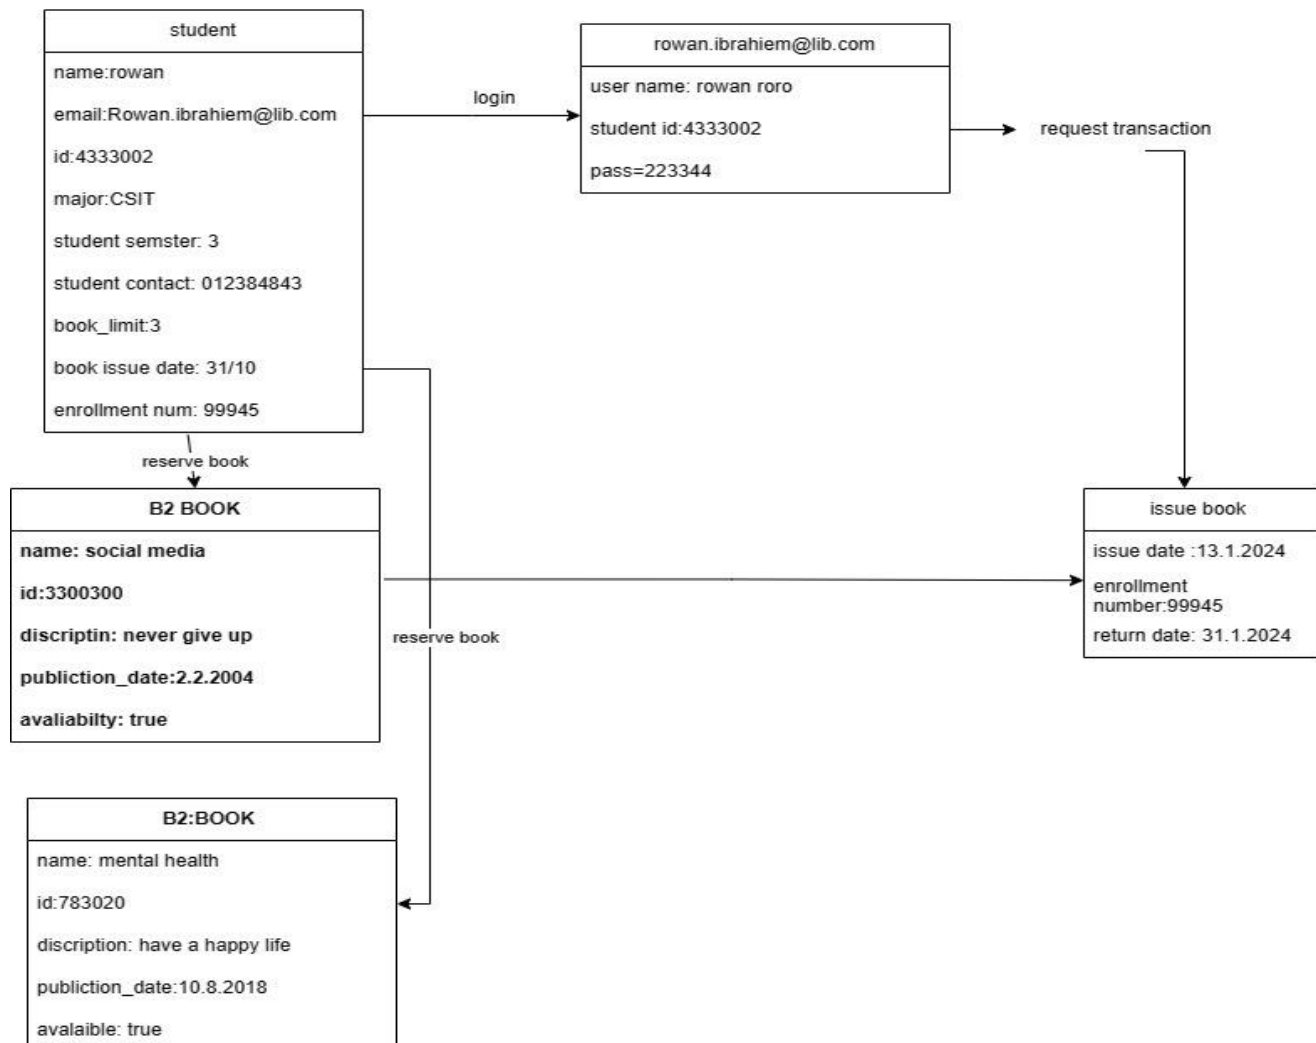 student
name:rowan
email:Rowan.ibrahiem@lib.com
id:4333002
major:CSIT
student semster: 3
student contact: 012384843
book_limit:3
book issue date: 31/10
enrollment num: 99945
login
rowan.ibrahiem@lib.com
user name: rowan roro
student id:4333002
pass=223344
request transaction
reserve book
B2 BOOK
name: social media
id:3300300
discriptin: never give up
publiction_date:2.2.2004
avaliabilty: true
reserve book
issue book
issue date :13.1.2024
enrollment
number:99945
return date: 31.1.2024
B2:BOOK
name: mental health
id:783020
discription: have a happy life
publiction_date:10.8.2018
avalaible: true